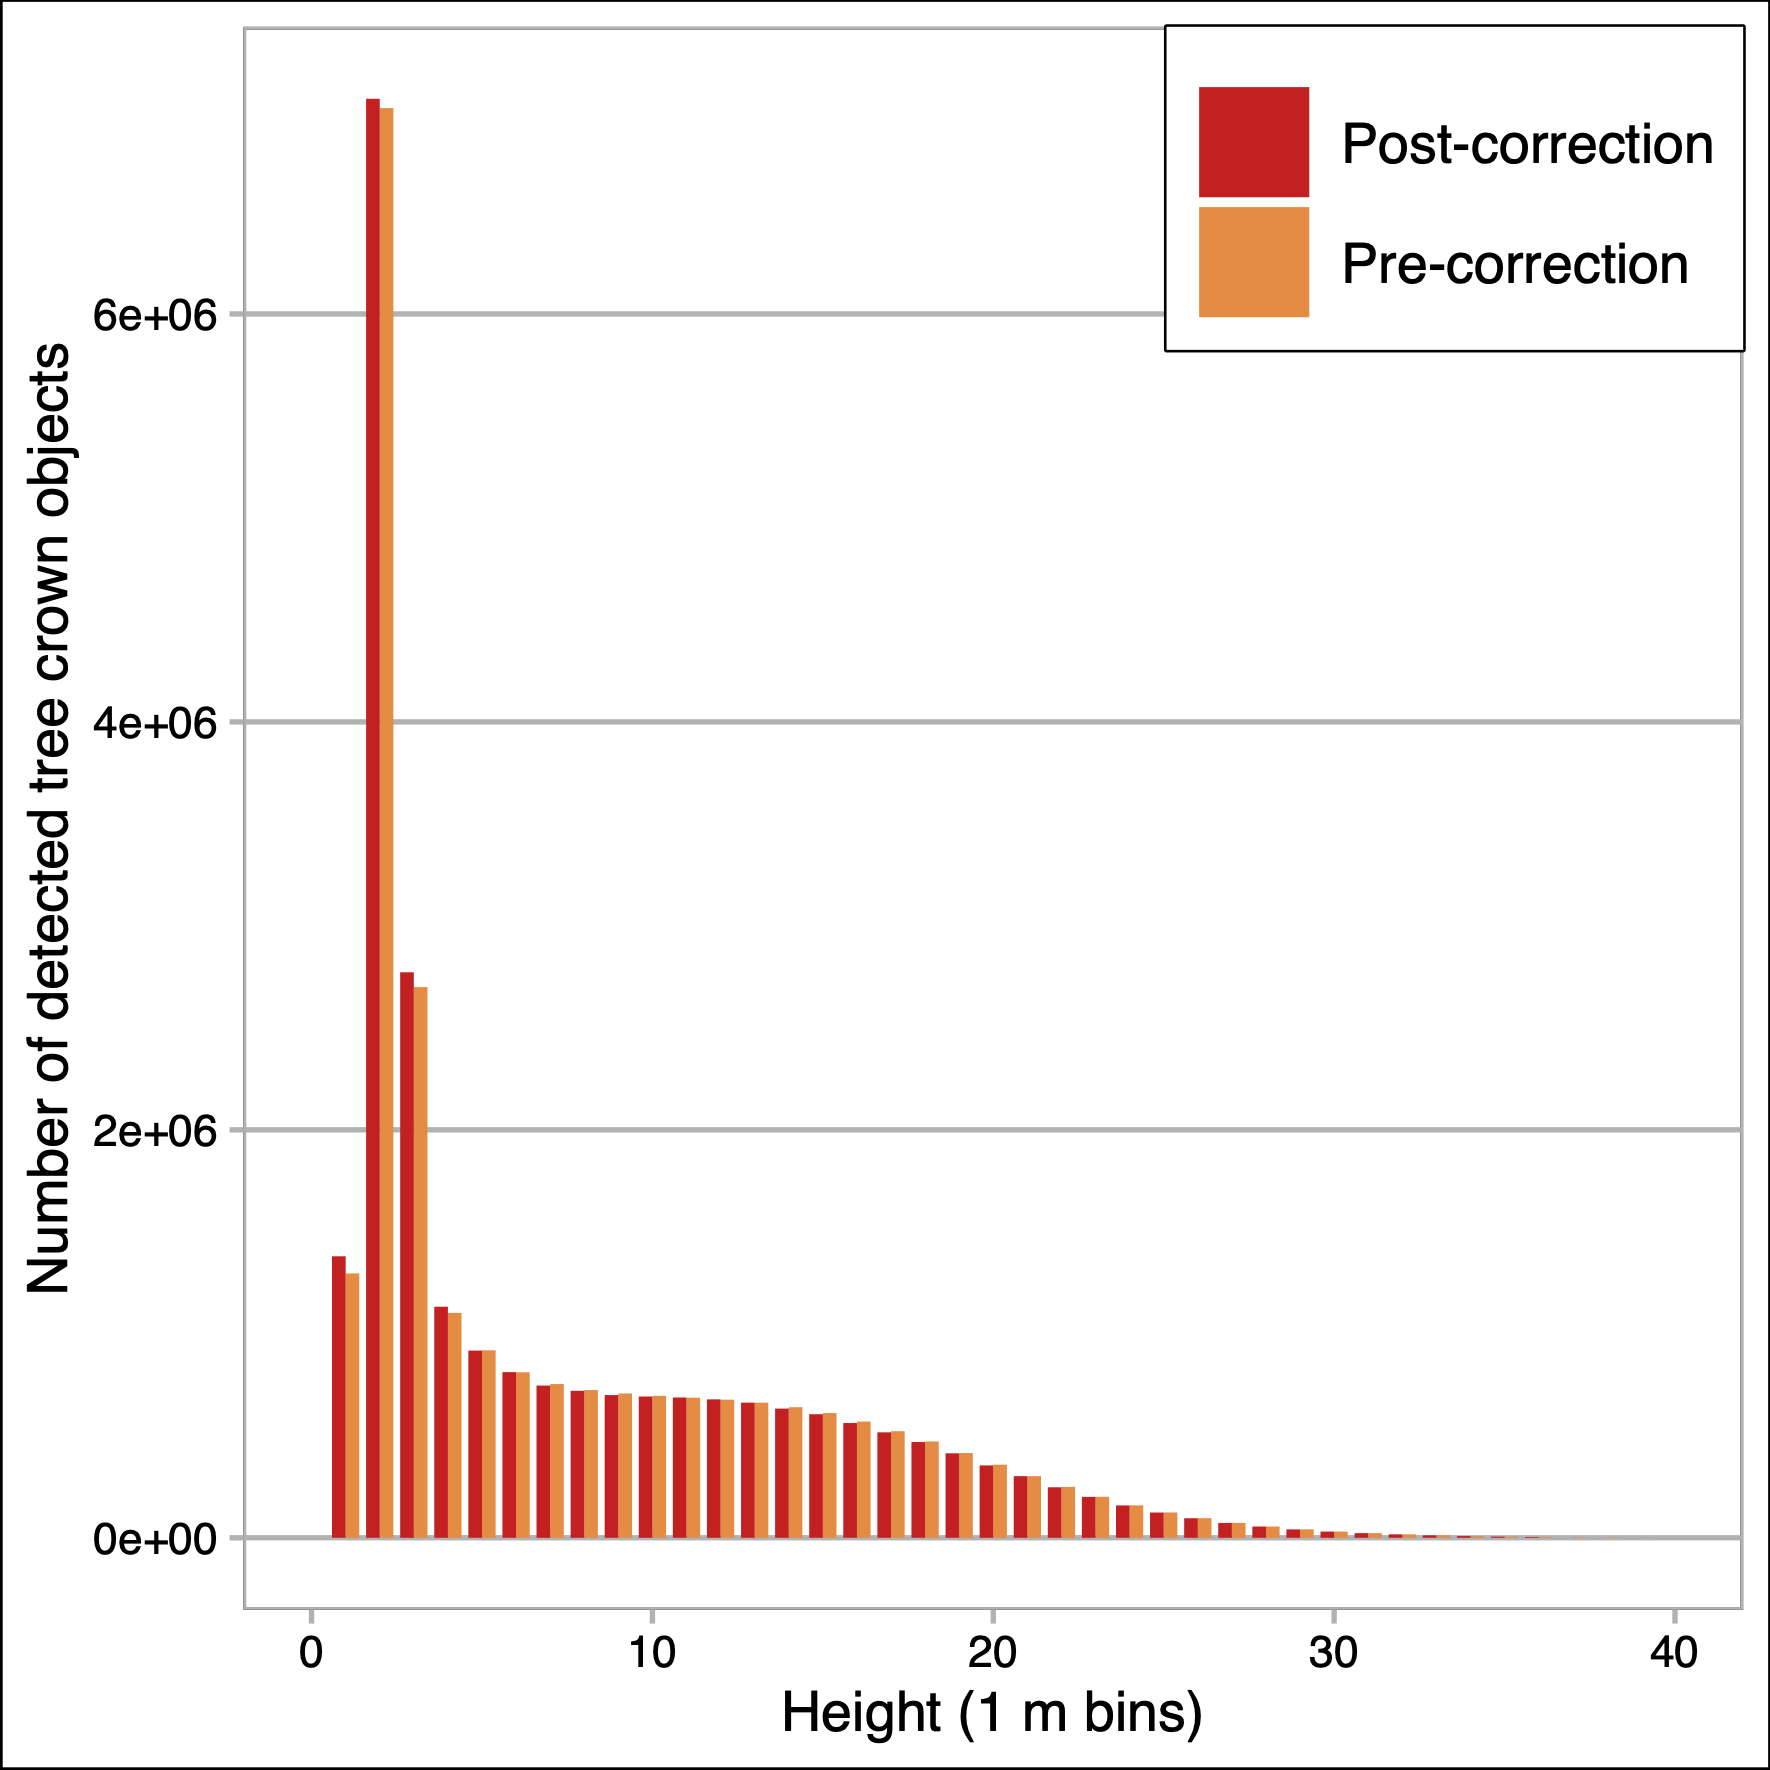 Post-correction
Pre-correction
Number of detected tree crown objects
6e+06
4e+06
2e+06
0e+00
0 10 20 30 40
Height (1 m bins)